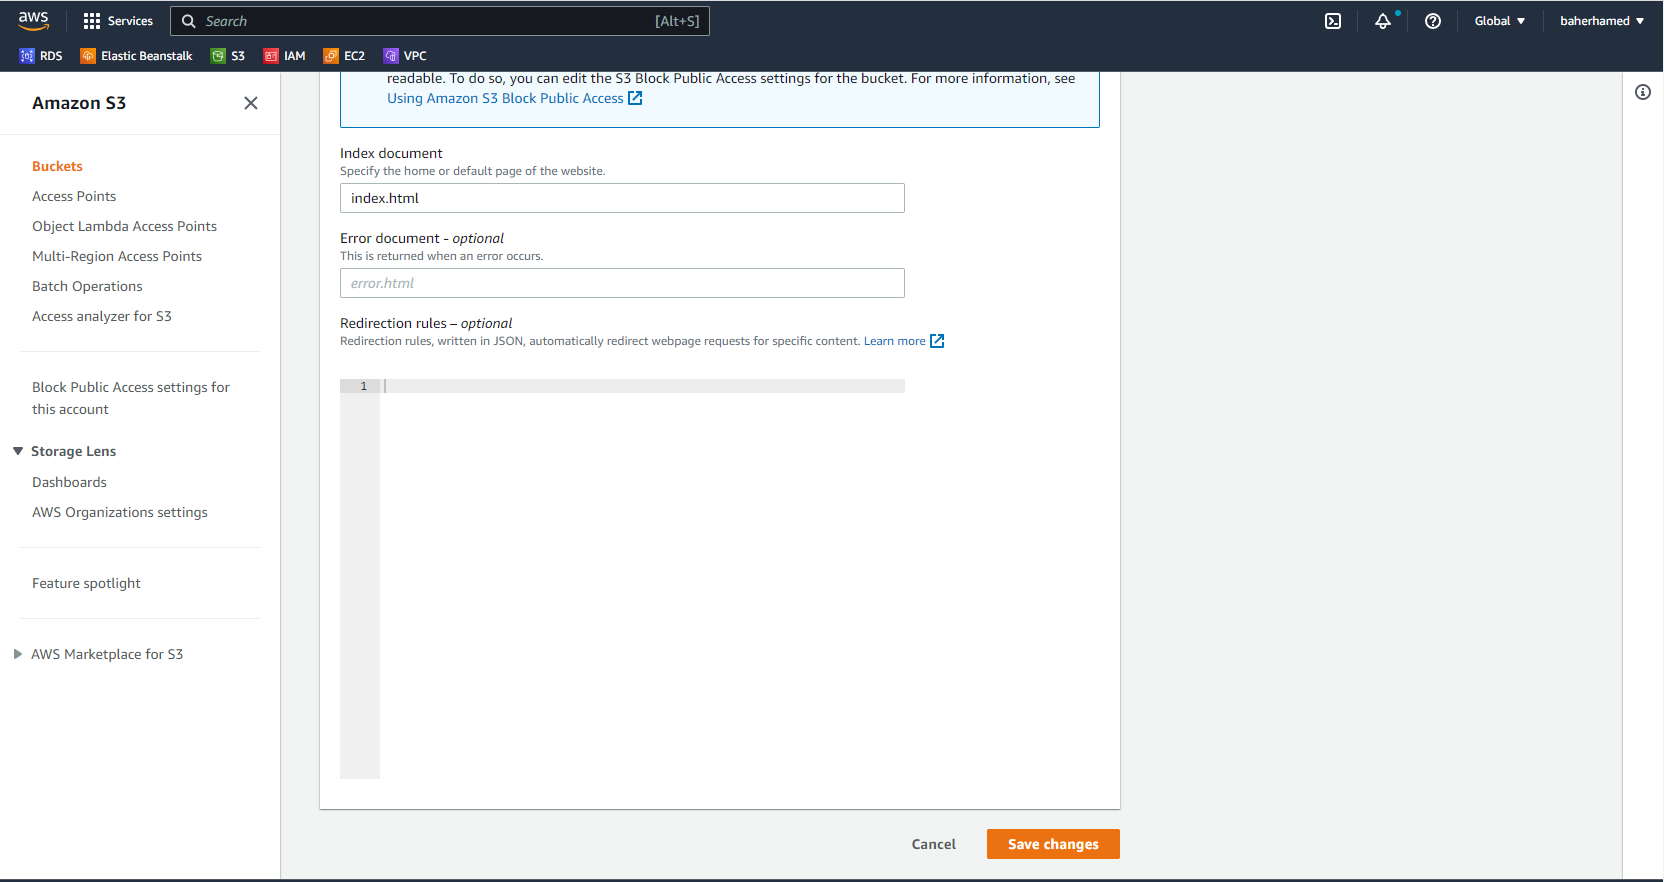 aws Services Search [Alt+S] Global baherhamed
RDS Elastic Beanstalk S3 IAM EC2 VPC
Amazon S3
Buckets
Access Points
Object Lambda Access Points
Multi-Region Access Points
Batch Operations
Access analyzer for S3
Block Public Access settings for
this account
Storage Lens
Dashboards
AWS Organizations settings
Feature spotlight
AWS Marketplace for S3
readable. To do so, you can edit the S3 Block Public Access settings for the bucket. For more information, see
Using Amazon S3 Block Public Access
Index document
Specify the home or default page of the website.
index.html
Error document - optional
This is returned when an error occurs.
error.html
Redirection rules – optional
Redirection rules, written in JSON, automatically redirect webpage requests for specific content. Learn more
1
Cancel Save changes